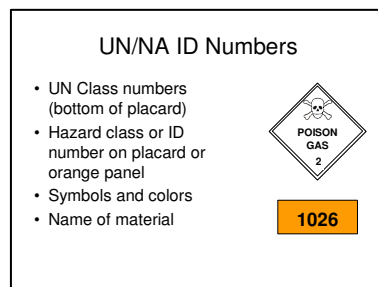 UN/NA ID Numbers
• UN Class numbers
(bottom of placard)
• Hazard class or ID
number on placard or
orange panel
• Symbols and colors
• Name of material
POISON
GAS
2
1026